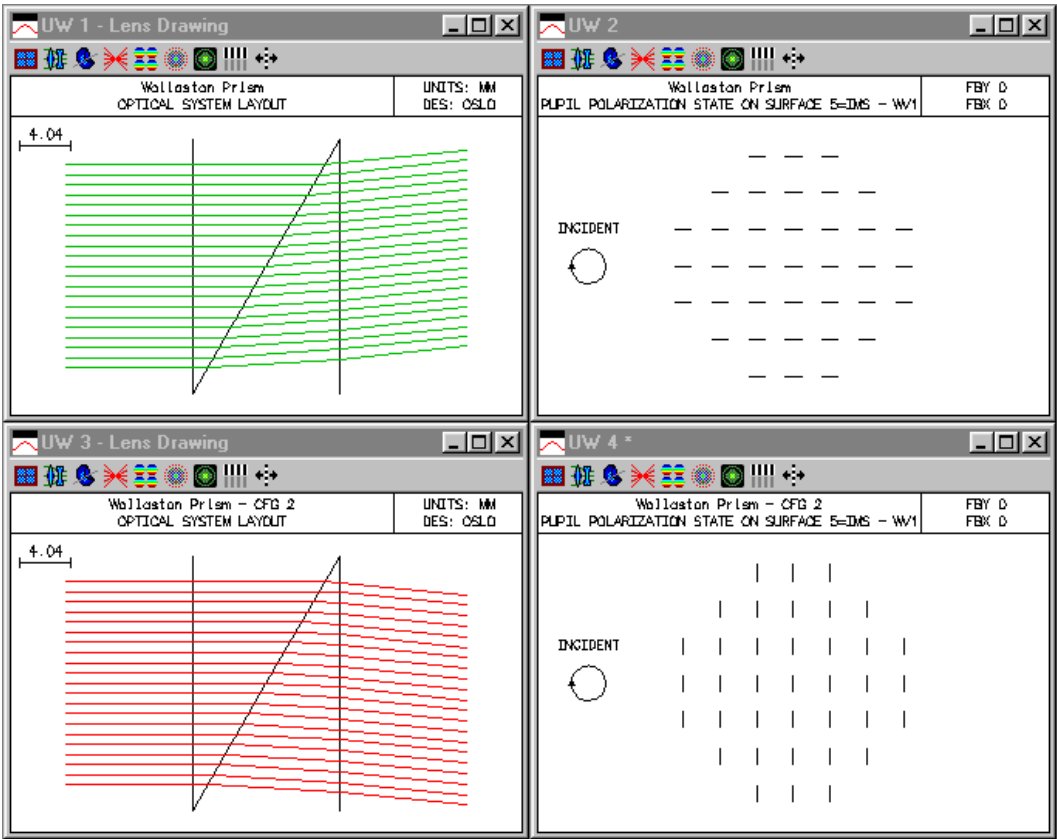 UW 1 - Lens Drawing
Wollaston Prism
OPTICAL SYSTEM LAYOUT
UNITS: MM
DES: OSLO
4.04
UW 2
Wollaston Prism
PUPIL POLARIZATION STATE ON SURFACE 5=IMS - WV1
FBY 0
FBX 0
INCIDENT
UW 3 - Lens Drawing
Wollaston Prism - CFG 2
OPTICAL SYSTEM LAYOUT
UNITS: MM
DES: OSLO
4.04
UW 4 *
Wollaston Prism - CFG 2
PUPIL POLARIZATION STATE ON SURFACE 5=IMS - WV1
FBY 0
FBX 0
INCIDENT